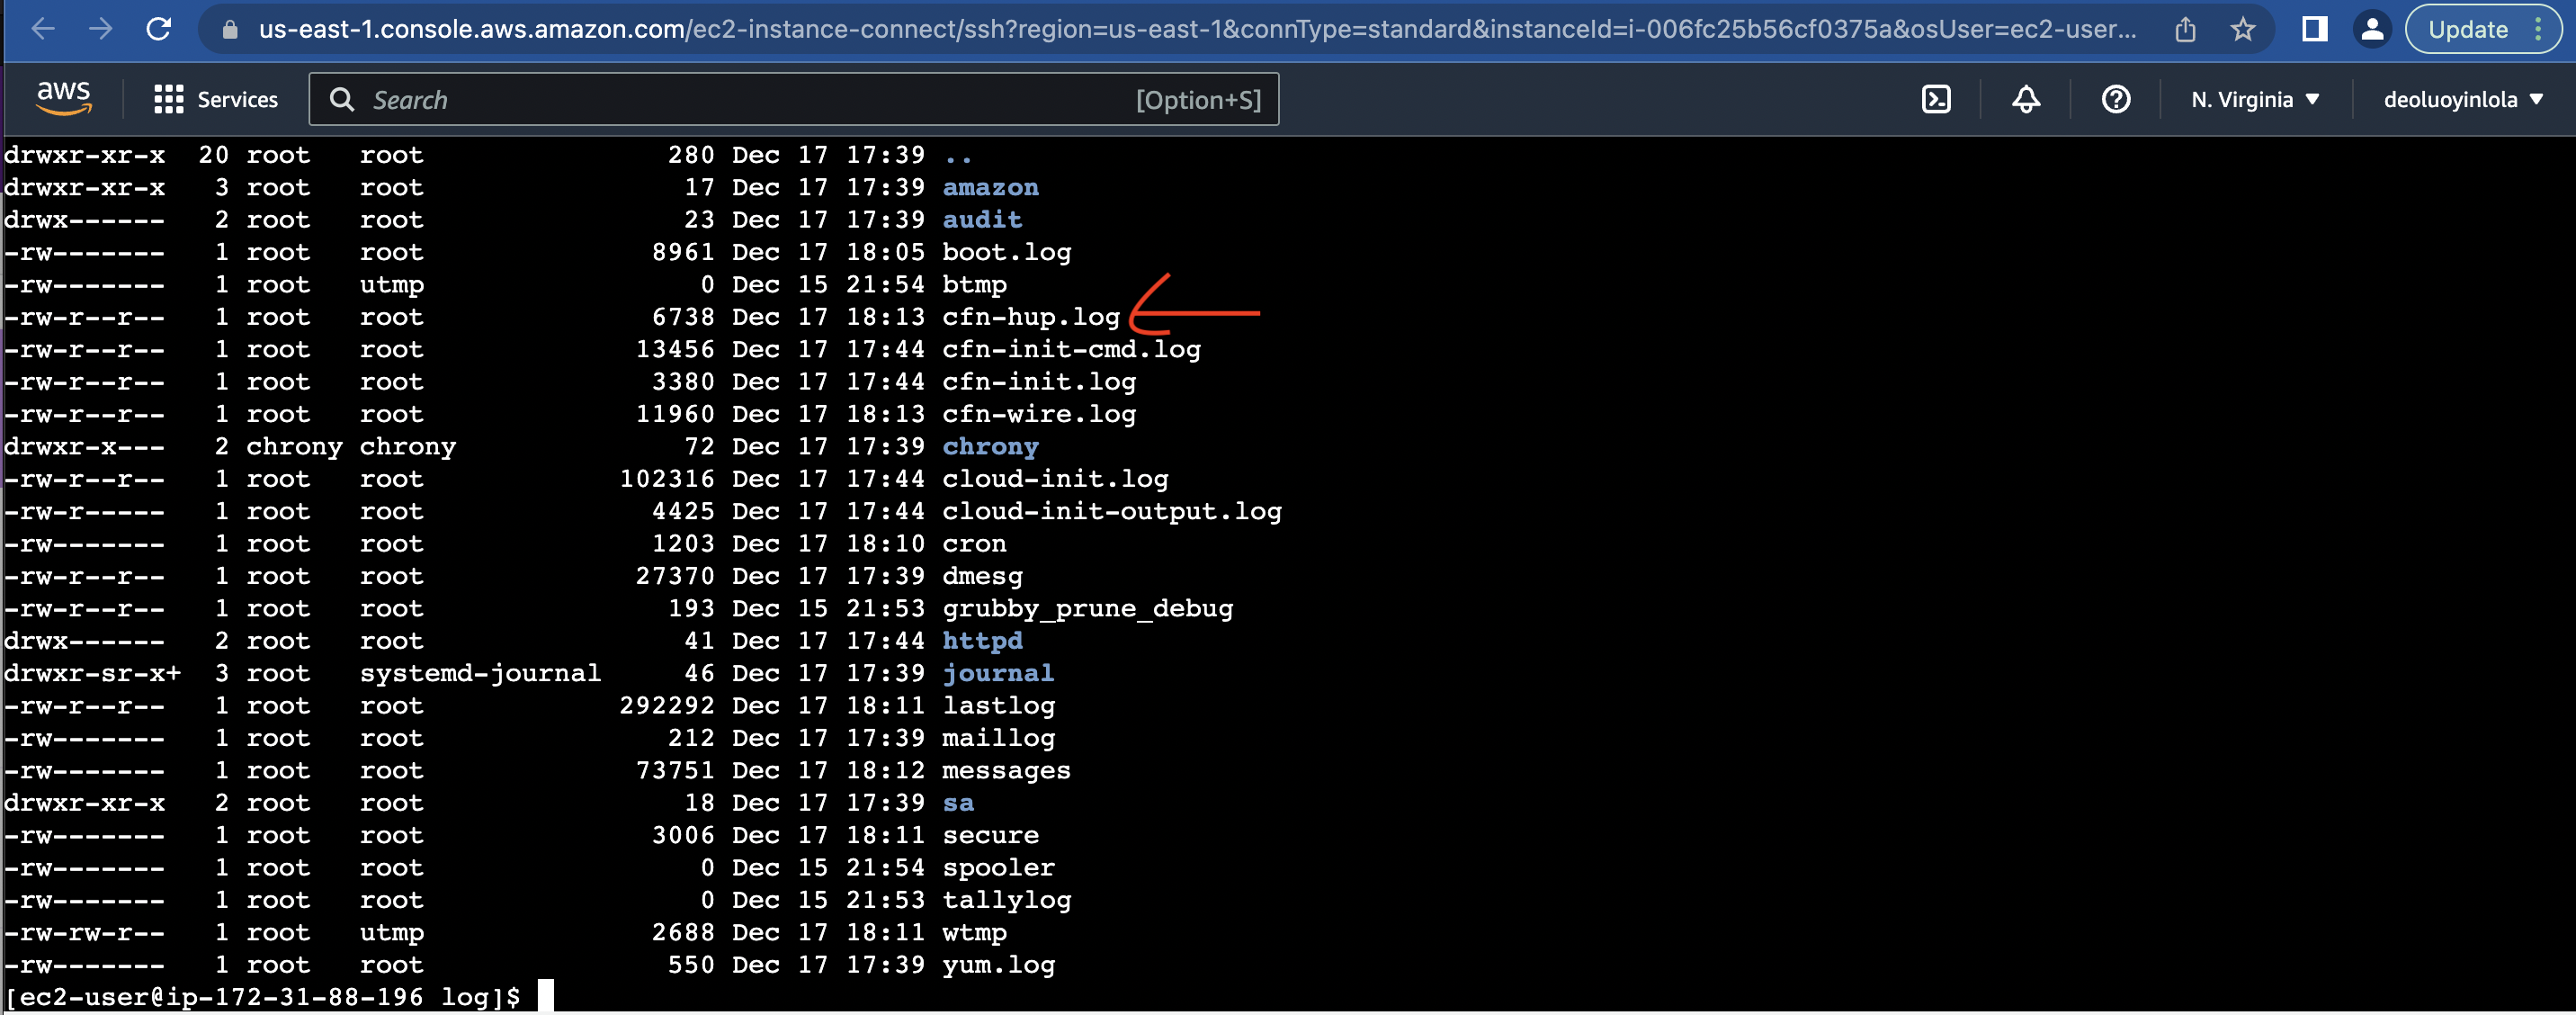 us-east-1.console.aws.amazon.com/ec2-instance-connect/ssh?region=us-east-1&connType=standard&instanceId=i-006fc25b56cf0375a&osUser=ec2-user... Update
aws Services Search [Option+S] N. Virginia deoluoyinlola
drwxr-xr-x 20 root root 280 Dec 17 17:39 ..
drwxr-xr-x 3 root root 17 Dec 17 17:39 amazon
drwx------ 2 root root 23 Dec 17 17:39 audit
-rw------- 1 root root 8961 Dec 17 18:05 boot.log
-rw------- 1 root utmp 0 Dec 15 21:54 btmp
-rw-r--r-- 1 root root 6738 Dec 17 18:13 cfn-hup.log
-rw-r--r-- 1 root root 13456 Dec 17 17:44 cfn-init-cmd.log
-rw-r--r-- 1 root root 3380 Dec 17 17:44 cfn-init.log
-rw-r--r-- 1 root root 11960 Dec 17 18:13 cfn-wire.log
drwxr-x--- 2 chrony chrony 72 Dec 17 17:39 chrony
-rw-r--r-- 1 root root 102316 Dec 17 17:44 cloud-init.log
-rw-r----- 1 root root 4425 Dec 17 17:44 cloud-init-output.log
-rw------- 1 root root 1203 Dec 17 18:10 cron
-rw-r--r-- 1 root root 27370 Dec 17 17:39 dmesg
-rw-r--r-- 1 root root 193 Dec 15 21:53 grubby_prune_debug
drwx------ 2 root root 41 Dec 17 17:44 httpd
drwxr-sr-x+ 3 root systemd-journal 46 Dec 17 17:39 journal
-rw-r--r-- 1 root root 292292 Dec 17 18:11 lastlog
-rw------- 1 root root 212 Dec 17 17:39 maillog
-rw------- 1 root root 73751 Dec 17 18:12 messages
drwxr-xr-x 2 root root 18 Dec 17 17:39 sa
-rw------- 1 root root 3006 Dec 17 18:11 secure
-rw------- 1 root root 0 Dec 15 21:54 spooler
-rw------- 1 root root 0 Dec 15 21:53 tallylog
-rw-rw-r-- 1 root utmp 2688 Dec 17 18:11 wtmp
-rw------- 1 root root 550 Dec 17 17:39 yum.log
[ec2-user@ip-172-31-88-196 log]$